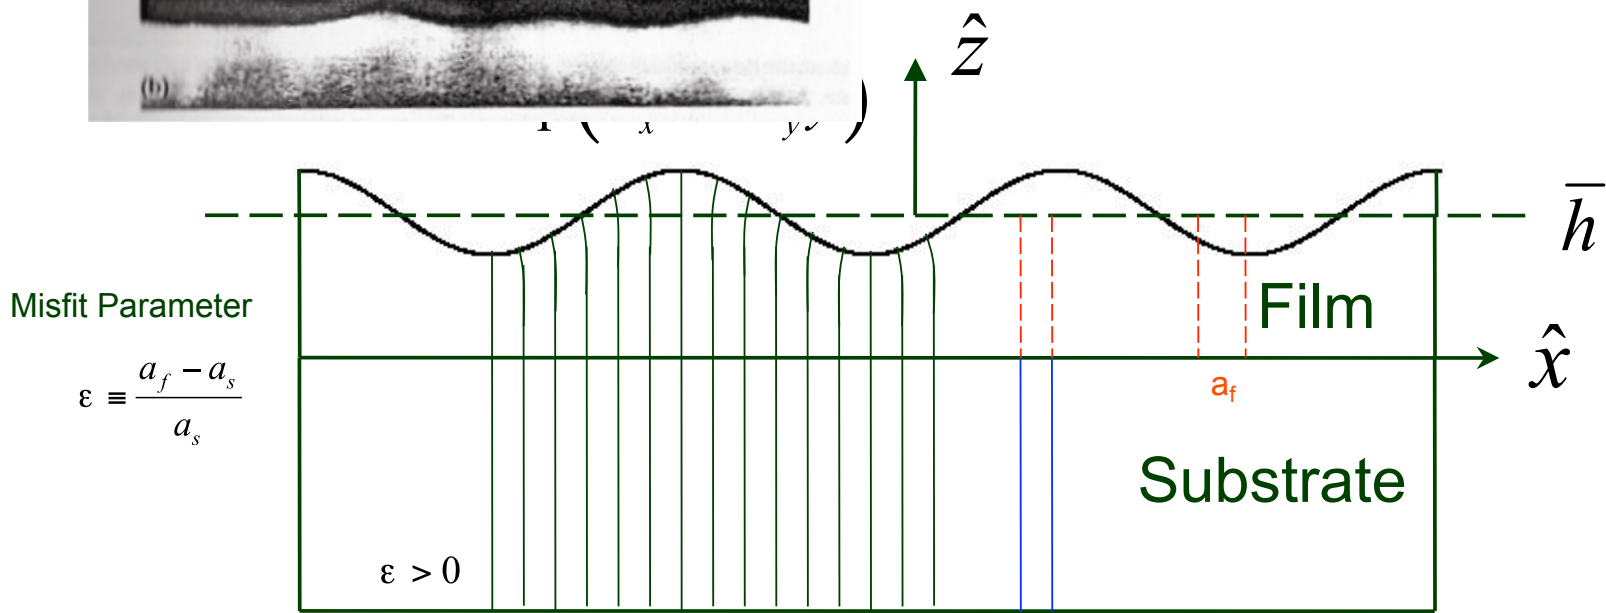 (b)
ẑ
h̅
Misfit Parameter
ε ≡ (a_f − a_s) / a_s
Film
x̂
a_f
Substrate
ε > 0